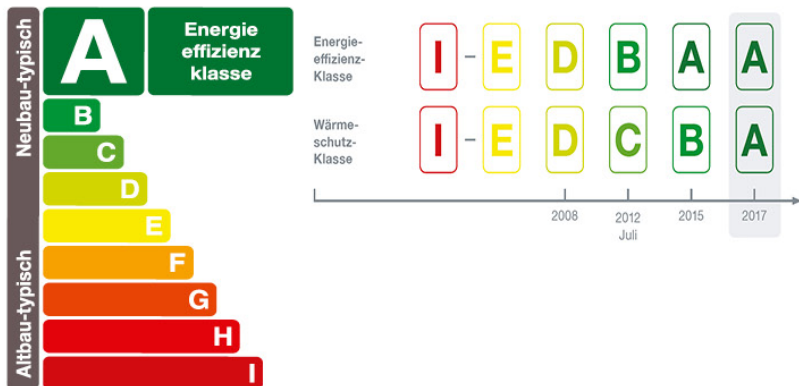 Neubau-typisch
Altbau-typisch
A
Energie
effizienz
klasse
B
C
D
E
F
G
H
I
Energie-
effizienz-
Klasse
I – E D B A A
Wärme-
schutz-
Klasse
I – E D C B A
2008 2012 2015 2017
Juli